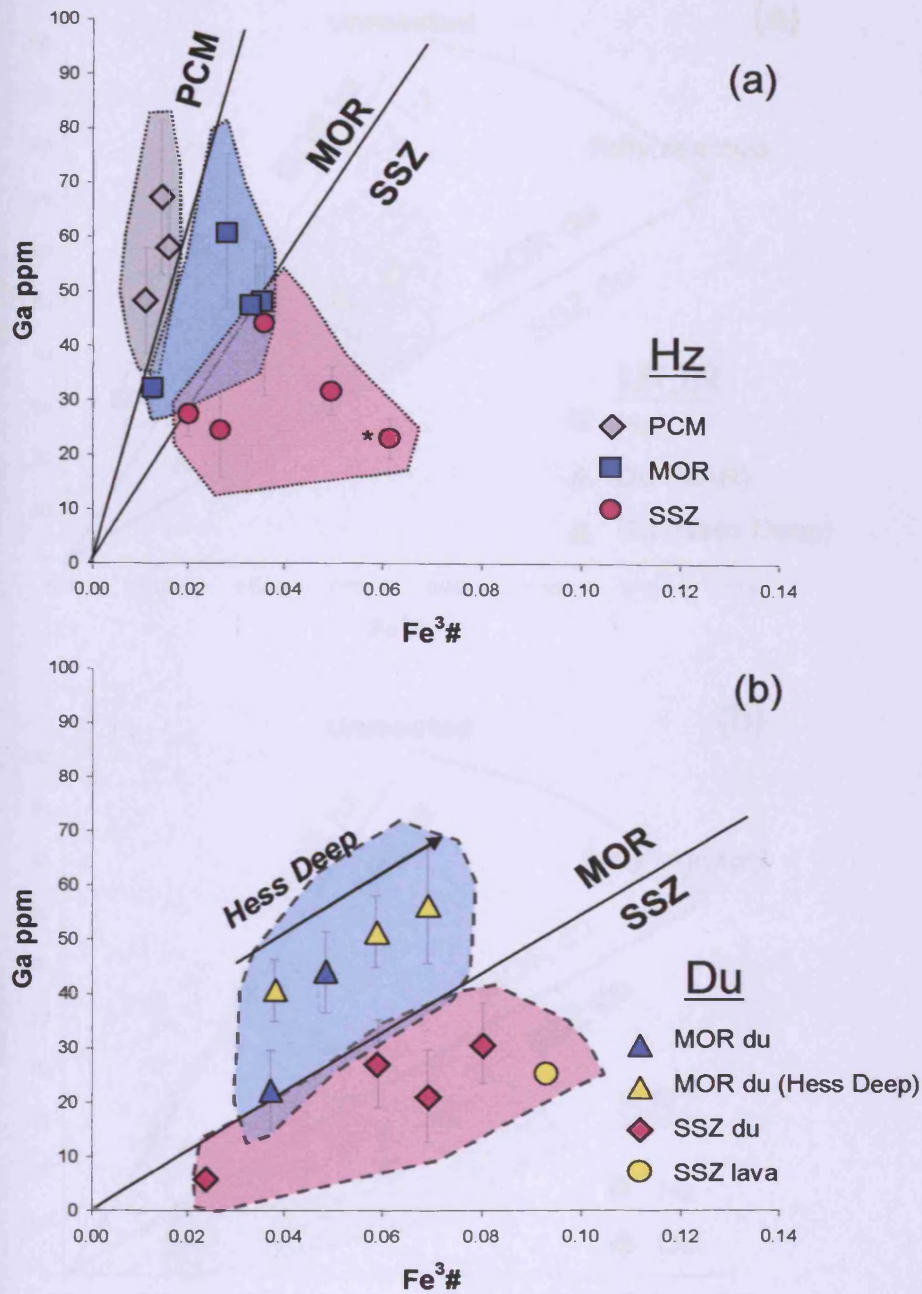 (a)
100
90
80
70
60
50
40
30
20
10
0
Ga ppm
PCM
MOR
SSZ
*
Hz
PCM
MOR
SSZ
0.00 0.02 0.04 0.06 0.08 0.10 0.12 0.14
Fe³#
(b)
100
90
80
70
60
50
40
30
20
10
0
Ga ppm
Hess Deep
MOR
SSZ
Du
MOR du
MOR du (Hess Deep)
SSZ du
SSZ lava
0.00 0.02 0.04 0.06 0.08 0.10 0.12 0.14
Fe³#